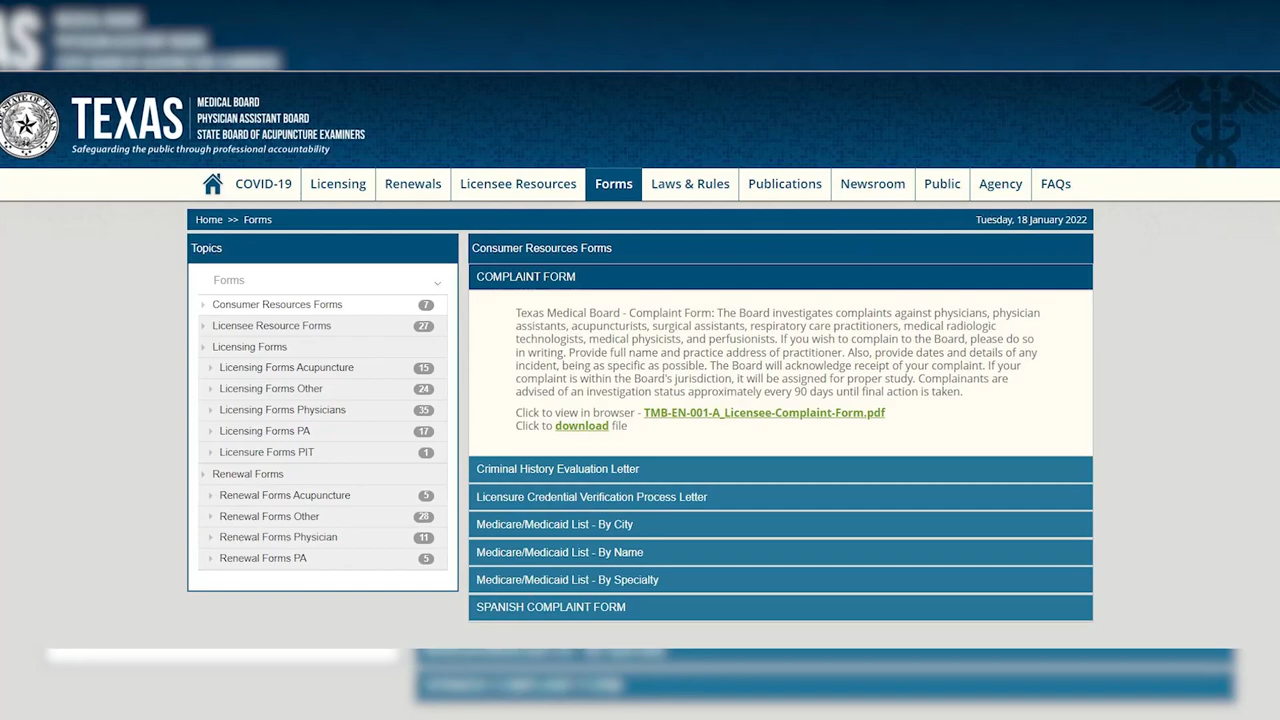 TEXAS
MEDICAL BOARD
PHYSICIAN ASSISTANT BOARD
STATE BOARD OF ACUPUNCTURE EXAMINERS
Safeguarding the public through professional accountability
COVID-19 Licensing Renewals Licensee Resources Forms Laws & Rules Publications Newsroom Public Agency FAQs
Home >> Forms
Tuesday, 18 January 2022
Topics
Forms
Consumer Resources Forms 7
Licensee Resource Forms 27
Licensing Forms
Licensing Forms Acupuncture 15
Licensing Forms Other 24
Licensing Forms Physicians 35
Licensing Forms PA 17
Licensure Forms PIT 1
Renewal Forms
Renewal Forms Acupuncture 5
Renewal Forms Other 28
Renewal Forms Physician 11
Renewal Forms PA 5
Consumer Resources Forms
COMPLAINT FORM
Texas Medical Board - Complaint Form: The Board investigates complaints against physicians, physician
assistants, acupuncturists, surgical assistants, respiratory care practitioners, medical radiologic
technologists, medical physicists, and perfusionists. If you wish to complain to the Board, please do so
in writing. Provide full name and practice address of practitioner. Also, provide dates and details of any
incident, being as specific as possible. The Board will acknowledge receipt of your complaint. If your
complaint is within the Board's jurisdiction, it will be assigned for proper study. Complainants are
advised of an investigation status approximately every 90 days until final action is taken.
Click to view in browser - TMB-EN-001-A_Licensee-Complaint-Form.pdf
Click to download file
Criminal History Evaluation Letter
Licensure Credential Verification Process Letter
Medicare/Medicaid List - By City
Medicare/Medicaid List - By Name
Medicare/Medicaid List - By Specialty
SPANISH COMPLAINT FORM